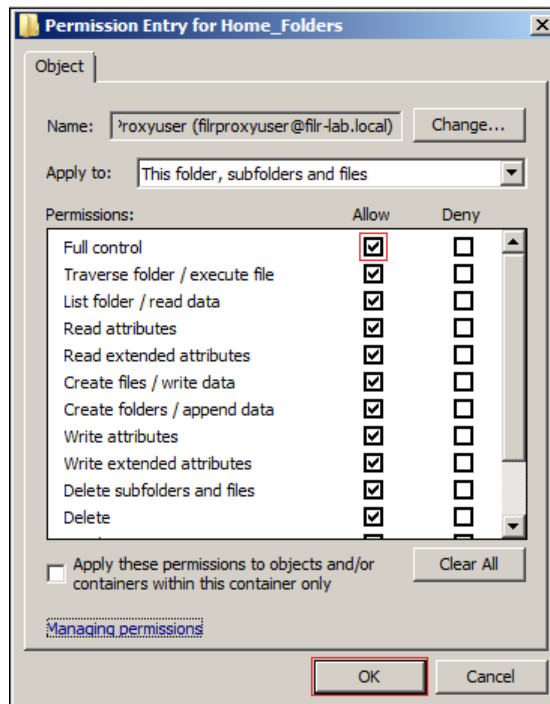 Permission Entry for Home_Folders
Object
Name: Proxyuser (filrproxyuser@filr-lab.local) Change...
Apply to: This folder, subfolders and files
Permissions: Allow Deny
Full control
Traverse folder / execute file
List folder / read data
Read attributes
Read extended attributes
Create files / write data
Create folders / append data
Write attributes
Write extended attributes
Delete subfolders and files
Delete
Apply these permissions to objects and/or Clear All
containers within this container only
Managing permissions
OK Cancel